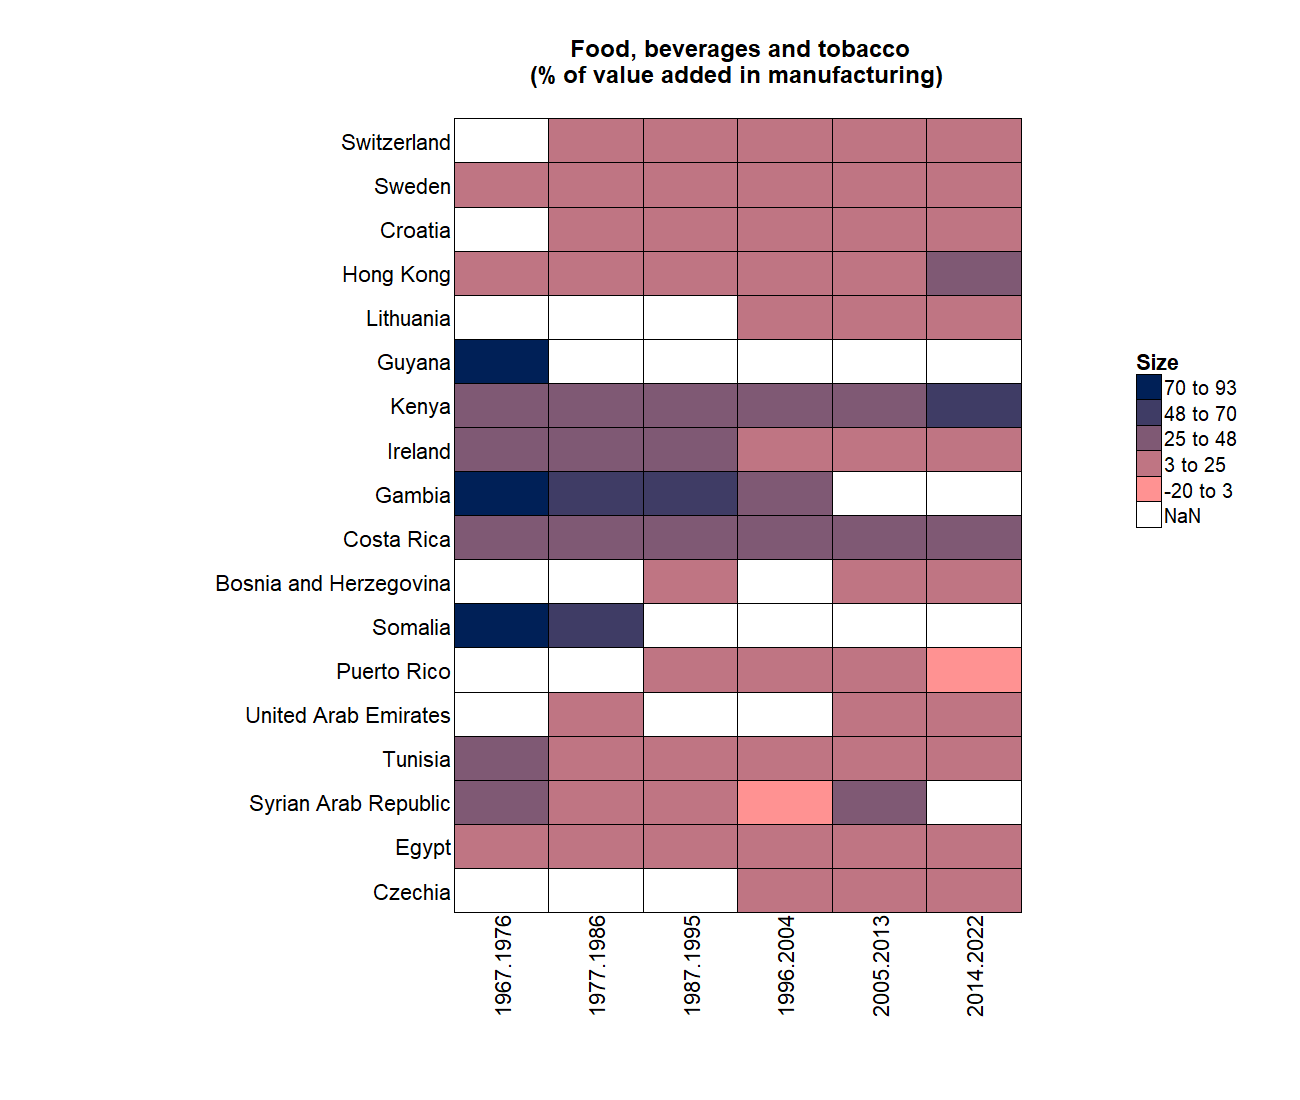 Food, beverages and tobacco
(% of value added in manufacturing)
Switzerland
Sweden
Croatia
Hong Kong
Lithuania
Guyana
Kenya
Ireland
Gambia
Costa Rica
Bosnia and Herzegovina
Somalia
Puerto Rico
United Arab Emirates
Tunisia
Syrian Arab Republic
Egypt
Czechia
1967.1976
1977.1986
1987.1995
1996.2004
2005.2013
2014.2022
Size
70 to 93
48 to 70
25 to 48
3 to 25
-20 to 3
NaN